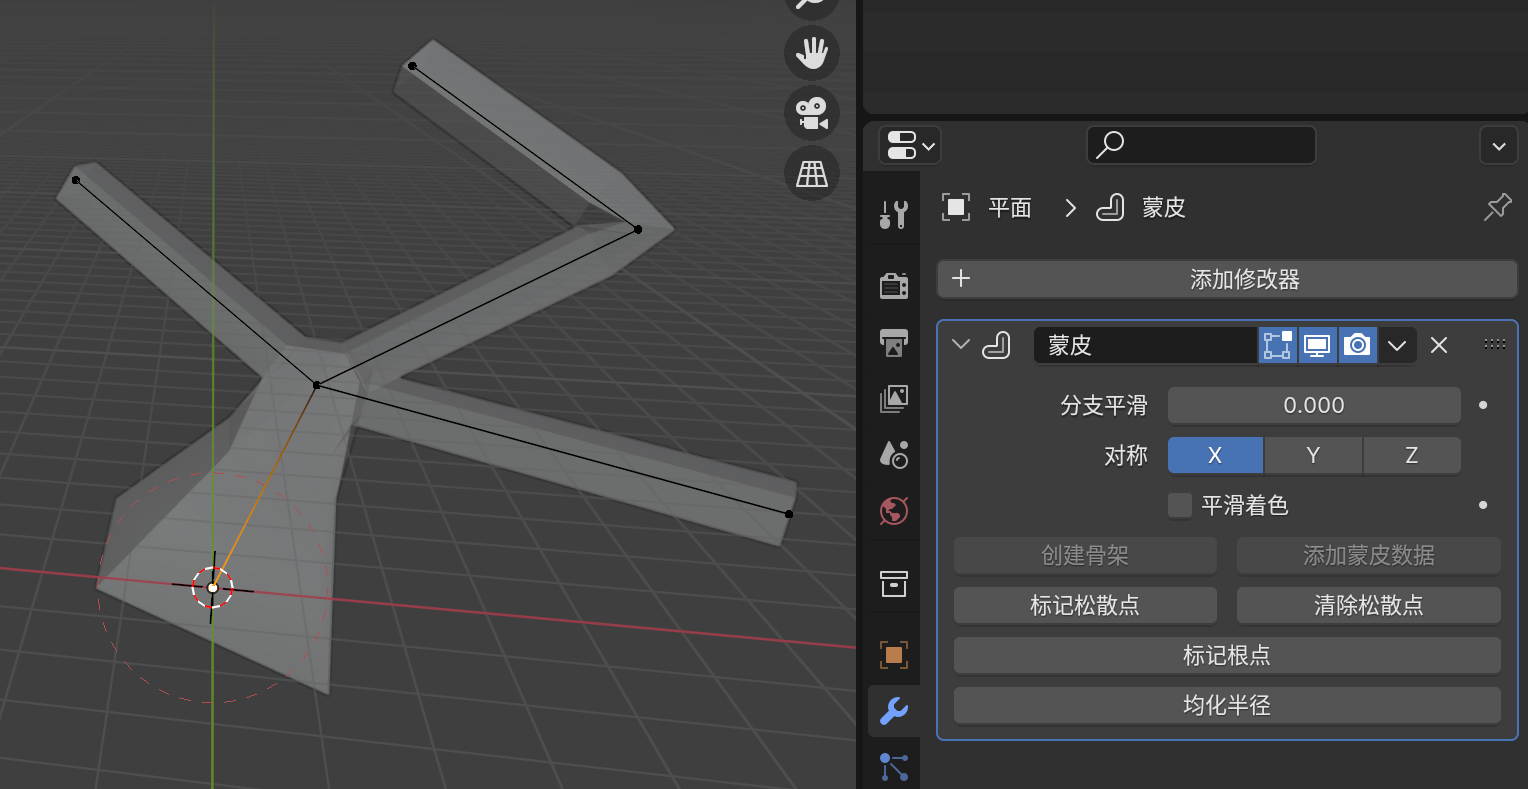 平面 蒙皮
添加修改器
蒙皮
分支平滑 0.000
对称 X Y Z
平滑着色
创建骨架 添加蒙皮数据
标记松散点 清除松散点
标记根点
均化半径